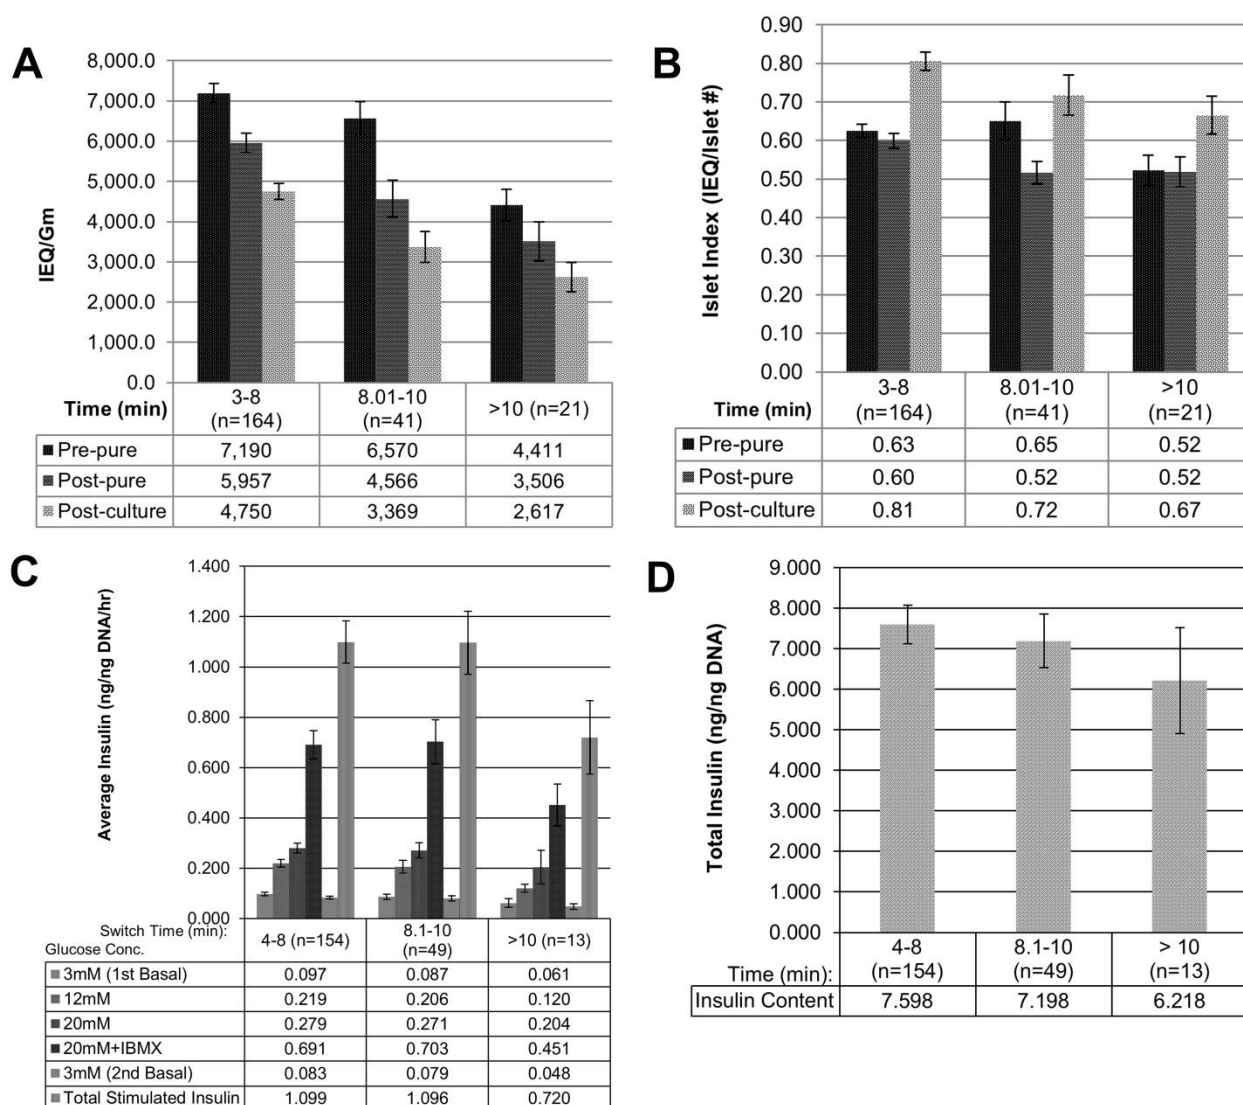 A
IEQ/Gm
8,000.0
7,000.0
6,000.0
5,000.0
4,000.0
3,000.0
2,000.0
1,000.0
0.0
Time (min) 3-8 (n=164) 8.01-10 (n=41) >10 (n=21)
Pre-pure 7,190 6,570 4,411
Post-pure 5,957 4,566 3,506
Post-culture 4,750 3,369 2,617
B
Islet Index (IEQ/Islet #)
0.90
0.80
0.70
0.60
0.50
0.40
0.30
0.20
0.10
0.00
Time (min) 3-8 (n=164) 8.01-10 (n=41) >10 (n=21)
Pre-pure 0.63 0.65 0.52
Post-pure 0.60 0.52 0.52
Post-culture 0.81 0.72 0.67
C
Average Insulin (ng/ng DNA/hr)
1.400
1.200
1.000
0.800
0.600
0.400
0.200
0.000
Switch Time (min): 4-8 (n=154) 8.1-10 (n=49) >10 (n=13)
Glucose Conc.
3mM (1st Basal) 0.097 0.087 0.061
12mM 0.219 0.206 0.120
20mM 0.279 0.271 0.204
20mM+IBMX 0.691 0.703 0.451
3mM (2nd Basal) 0.083 0.079 0.048
Total Stimulated Insulin 1.099 1.096 0.720
D
Total Insulin (ng/ng DNA)
9.000
8.000
7.000
6.000
5.000
4.000
3.000
2.000
1.000
0.000
Time (min): 4-8 (n=154) 8.1-10 (n=49) > 10 (n=13)
Insulin Content 7.598 7.198 6.218